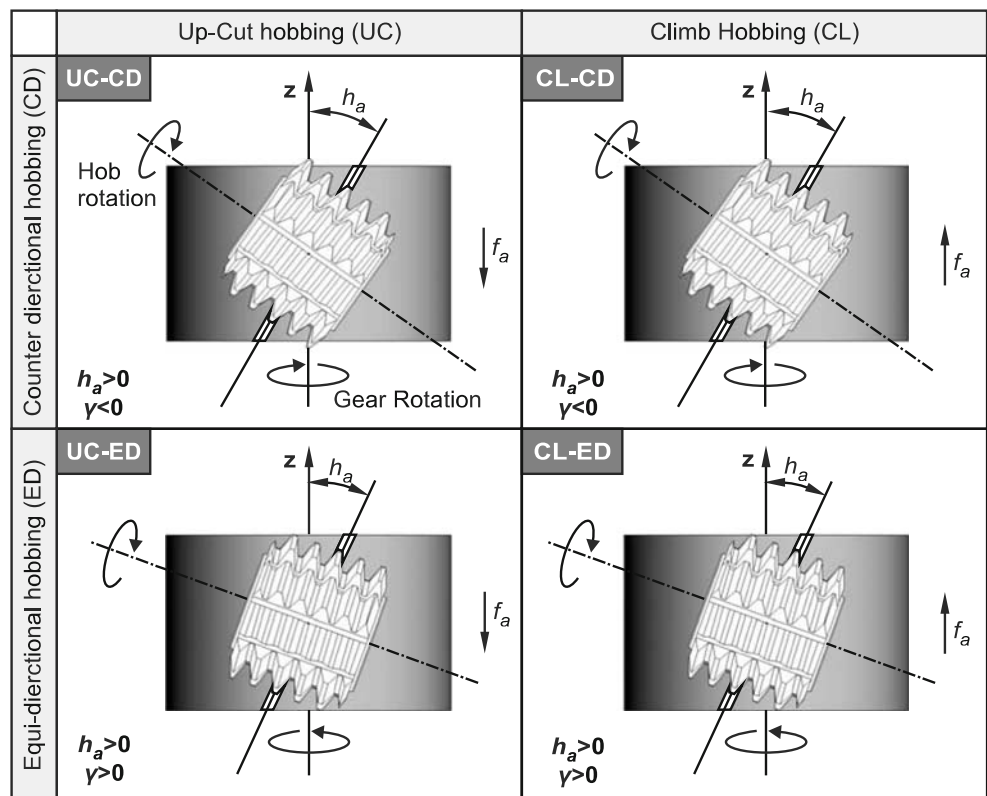 Up-Cut hobbing (UC)
Climb Hobbing (CL)
Counter dierctional hobbing (CD)
UC-CD
z
h_a
Hob
rotation
f_a
h_a>0
γ<0
Gear Rotation
CL-CD
z
h_a
f_a
h_a>0
γ<0
Equi-dierctional hobbing (ED)
UC-ED
z
h_a
f_a
h_a>0
γ>0
CL-ED
z
h_a
f_a
h_a>0
γ>0